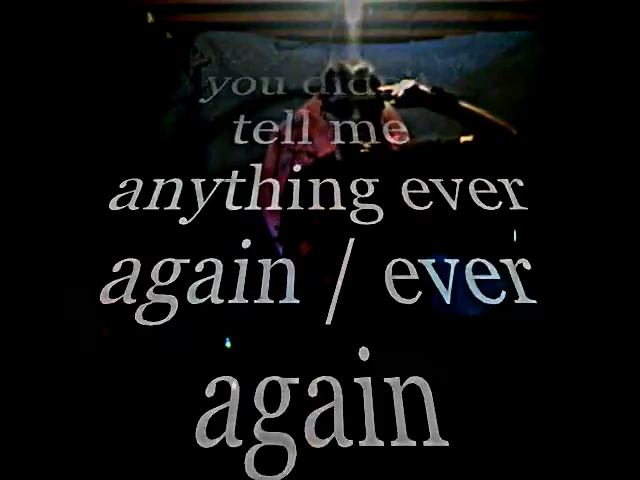 you didn't
tell me
anything ever
again / ever
again